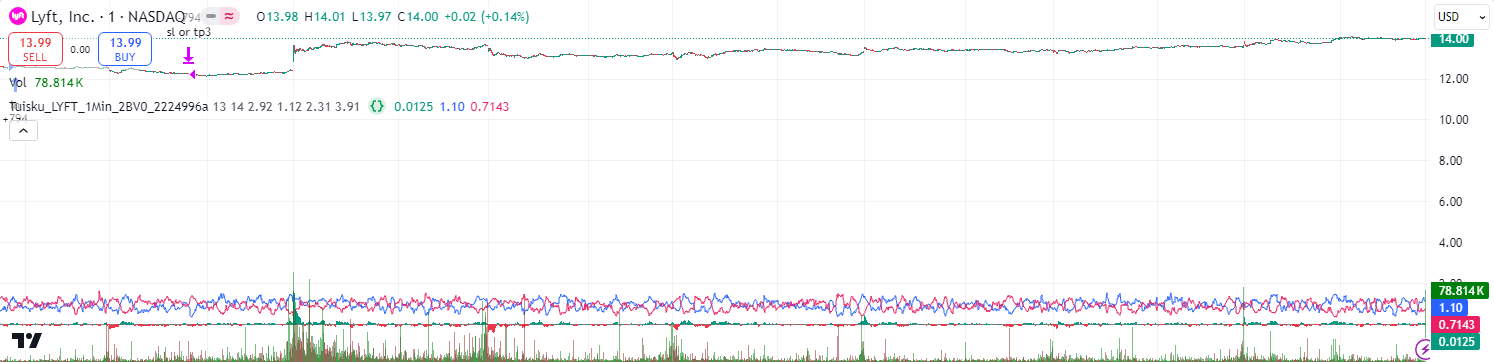 Lyft, Inc. · 1 · NASDAQ 794 ≈ O13.98 H14.01 L13.97 C14.00 +0.02 (+0.14%)
USD
sl or tp3
13.99 SELL
0.00
13.99 BUY
14.00
Vol 78.814K
12.00
Tuisku_LYFT_1Min_2BV0_2224996a 13 14 2.92 1.12 2.31 3.91 {} 0.0125 1.10 0.7143
+794
10.00
8.00
6.00
4.00
78.814K
1.10
0.7143
0.0125